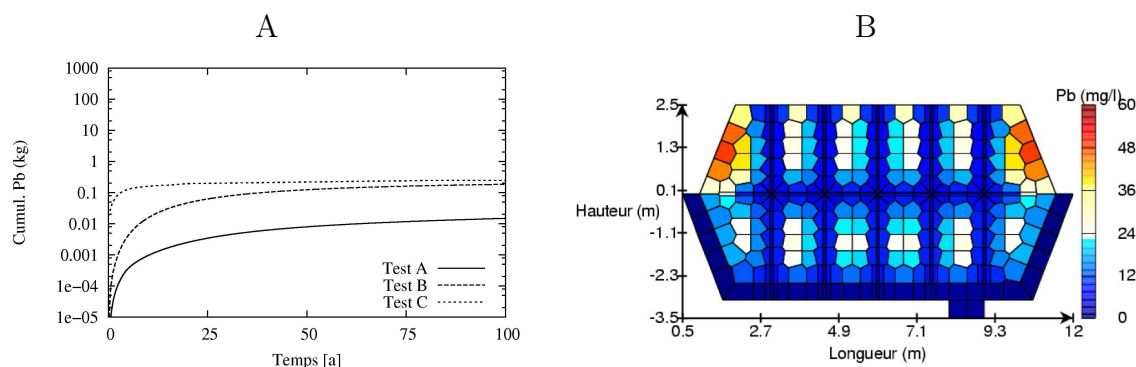 A
B
1000
100
10
1
0.1
0.01
0.001
1e-04
1e-05
Cumul. Pb (kg)
Test A
Test B
Test C
0
25
50
75
100
Temps [a]
Pb (mg/l)
60
48
36
24
12
0
2.5
1.3
0.1
-1.1
-2.3
-3.5
Hauteur (m)
0.5
2.7
4.9
7.1
9.3
12
Longueur (m)